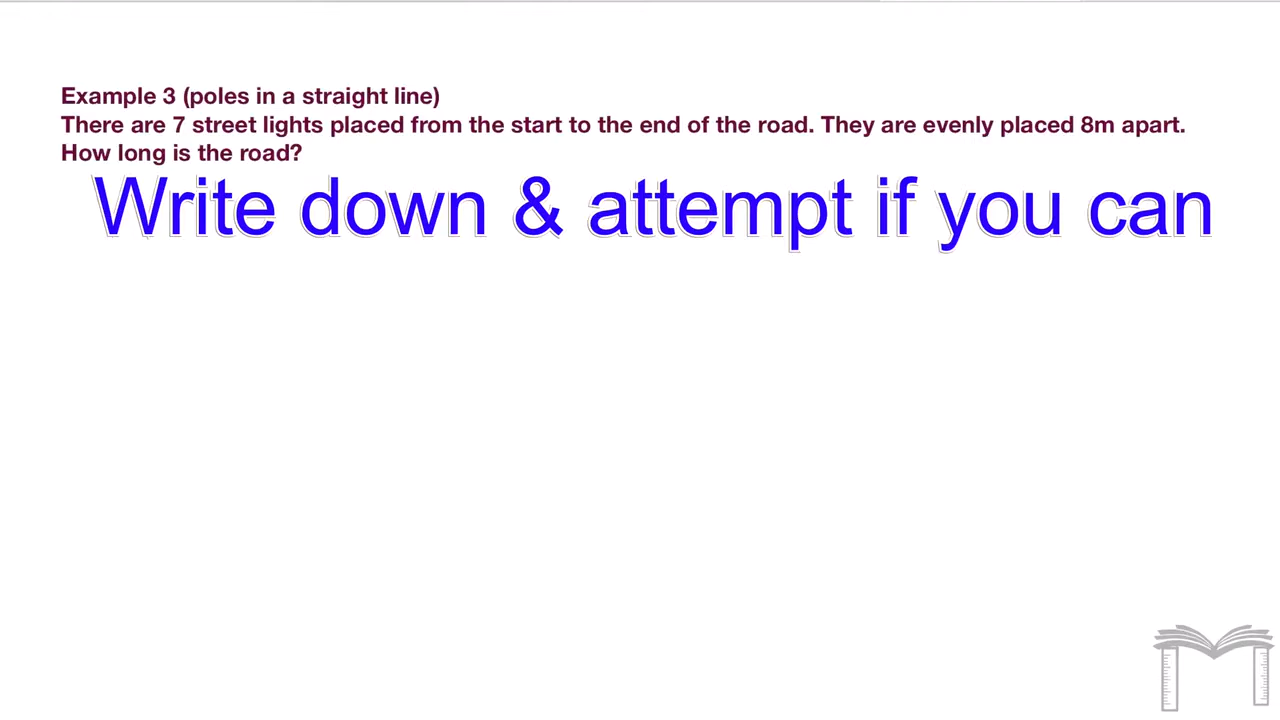 Example 3 (poles in a straight line)
There are 7 street lights placed from the start to the end of the road. They are evenly placed 8m apart.
How long is the road?
Write down & attempt if you can